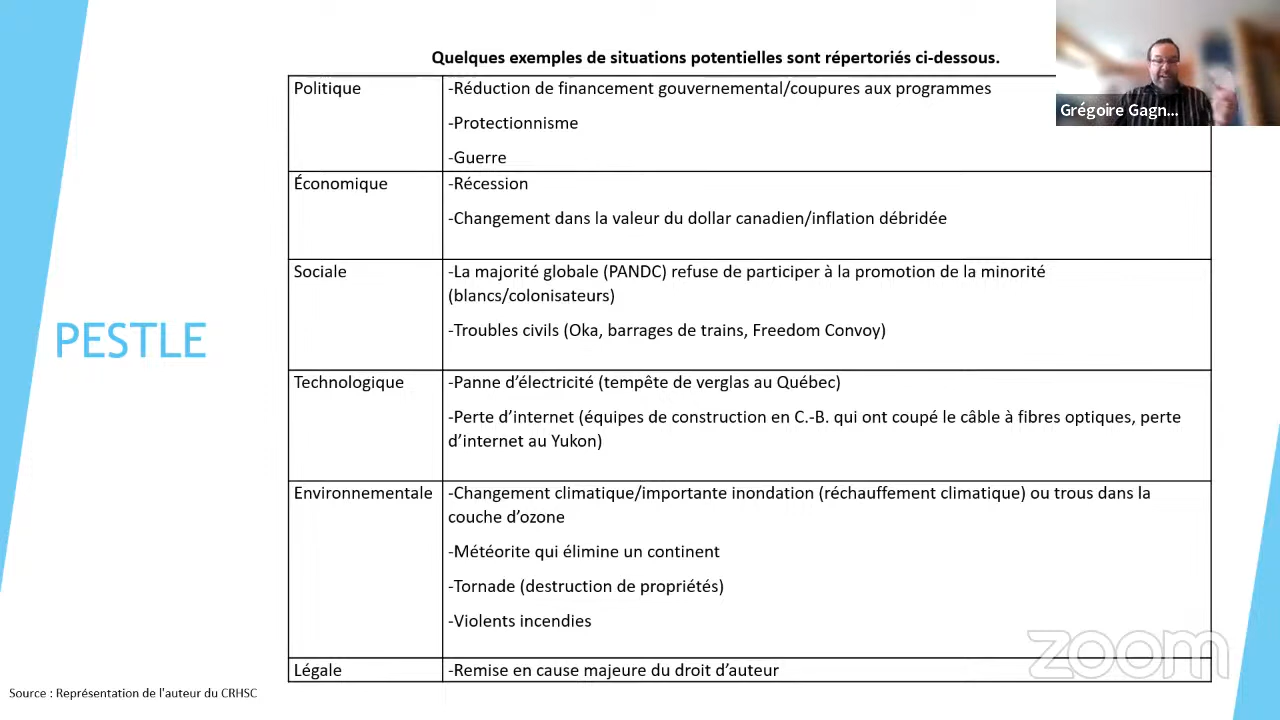 Quelques exemples de situations potentielles sont répertoriés ci-dessous.
Grégoire Gagn...
PESTLE
Politique
-Réduction de financement gouvernemental/coupures aux programmes
-Protectionnisme
-Guerre
Économique
-Récession
-Changement dans la valeur du dollar canadien/inflation débridée
Sociale
-La majorité globale (PANDC) refuse de participer à la promotion de la minorité
(blancs/colonisateurs)
-Troubles civils (Oka, barrages de trains, Freedom Convoy)
Technologique
-Panne d’électricité (tempête de verglas au Québec)
-Perte d’internet (équipes de construction en C.-B. qui ont coupé le câble à fibres optiques, perte
d’internet au Yukon)
Environnementale
-Changement climatique/importante inondation (réchauffement climatique) ou trous dans la
couche d’ozone
-Météorite qui élimine un continent
-Tornade (destruction de propriétés)
-Violents incendies
Légale
-Remise en cause majeure du droit d’auteur
zoom
Source : Représentation de l'auteur du CRHSC